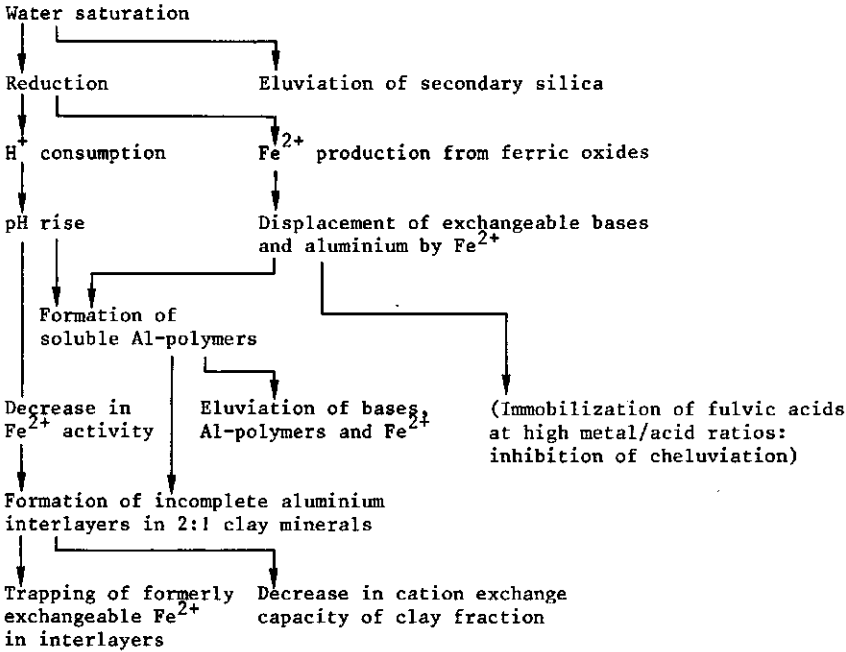 Water saturation
Reduction
Eluviation of secondary silica
H+ consumption
Fe2+ production from ferric oxides
pH rise
Displacement of exchangeable bases
and aluminium by Fe2+
Formation of
soluble Al-polymers
Decrease in
Fe2+ activity
Eluviation of bases,
Al-polymers and Fe2+
(Immobilization of fulvic acids
at high metal/acid ratios:
inhibition of cheluviation)
Formation of incomplete aluminium
interlayers in 2:1 clay minerals
Trapping of formerly
exchangeable Fe2+
in interlayers
Decrease in cation exchange
capacity of clay fraction